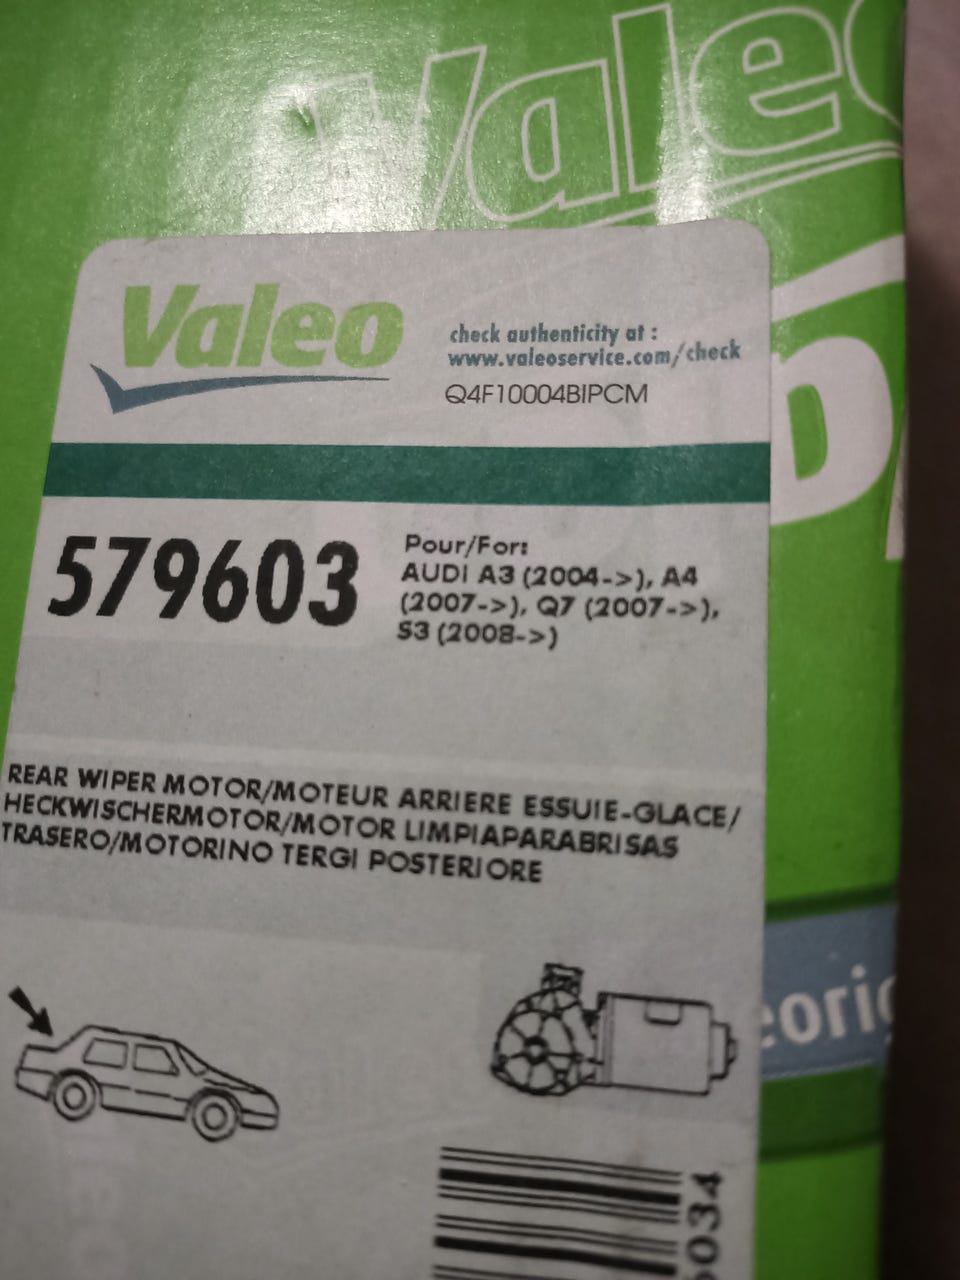 Valeo
Valeo
check authenticity at :
www.valeoservice.com/check
Q4F10004BIPCM
579603
Pour/For:
AUDI A3 (2004->), A4
(2007->), Q7 (2007->),
S3 (2008->)
REAR WIPER MOTOR/MOTEUR ARRIERE ESSUIE-GLACE/
HECKWISCHERMOTOR/MOTOR LIMPIAPARABRISAS
TRASERO/MOTORINO TERGI POSTERIORE